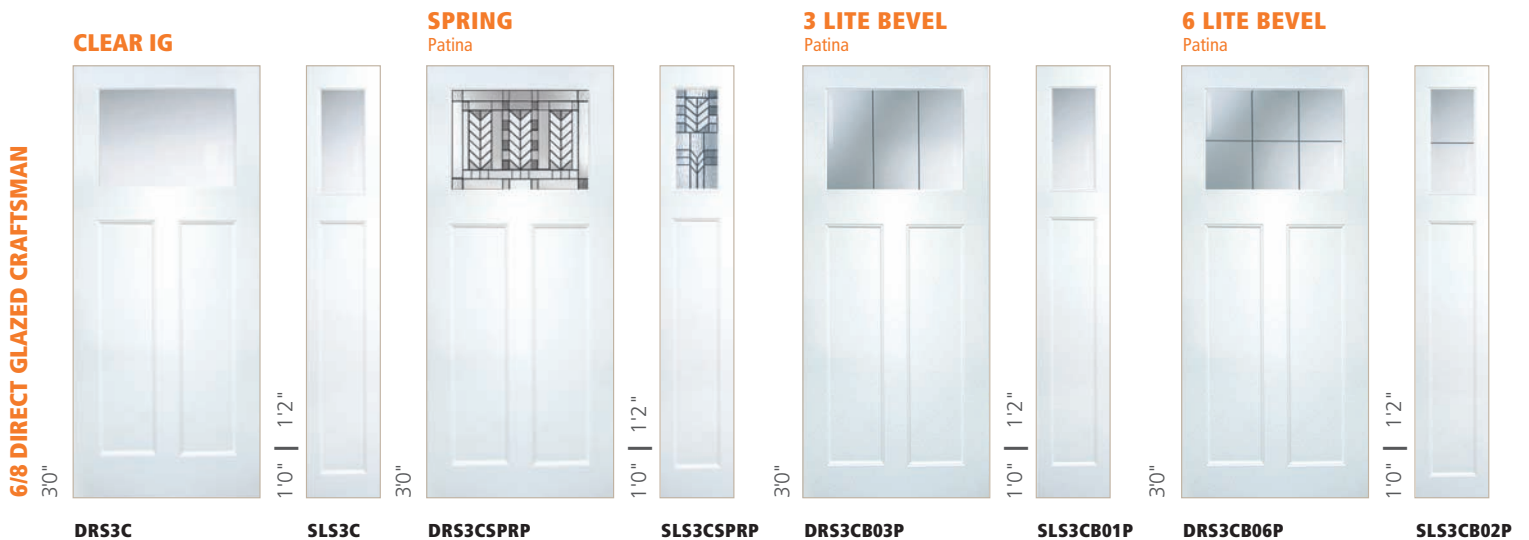 CLEAR IG
SPRING
Patina
3 LITE BEVEL
Patina
6 LITE BEVEL
Patina
6/8 DIRECT GLAZED CRAFTSMAN
3'0"
1'0" | 1'2"
3'0"
1'0" | 1'2"
3'0"
1'0" | 1'2"
3'0"
1'0" | 1'2"
DRS3C
SLS3C
DRS3CSPRP
SLS3CSPRP
DRS3CB03P
SLS3CB01P
DRS3CB06P
SLS3CB02P